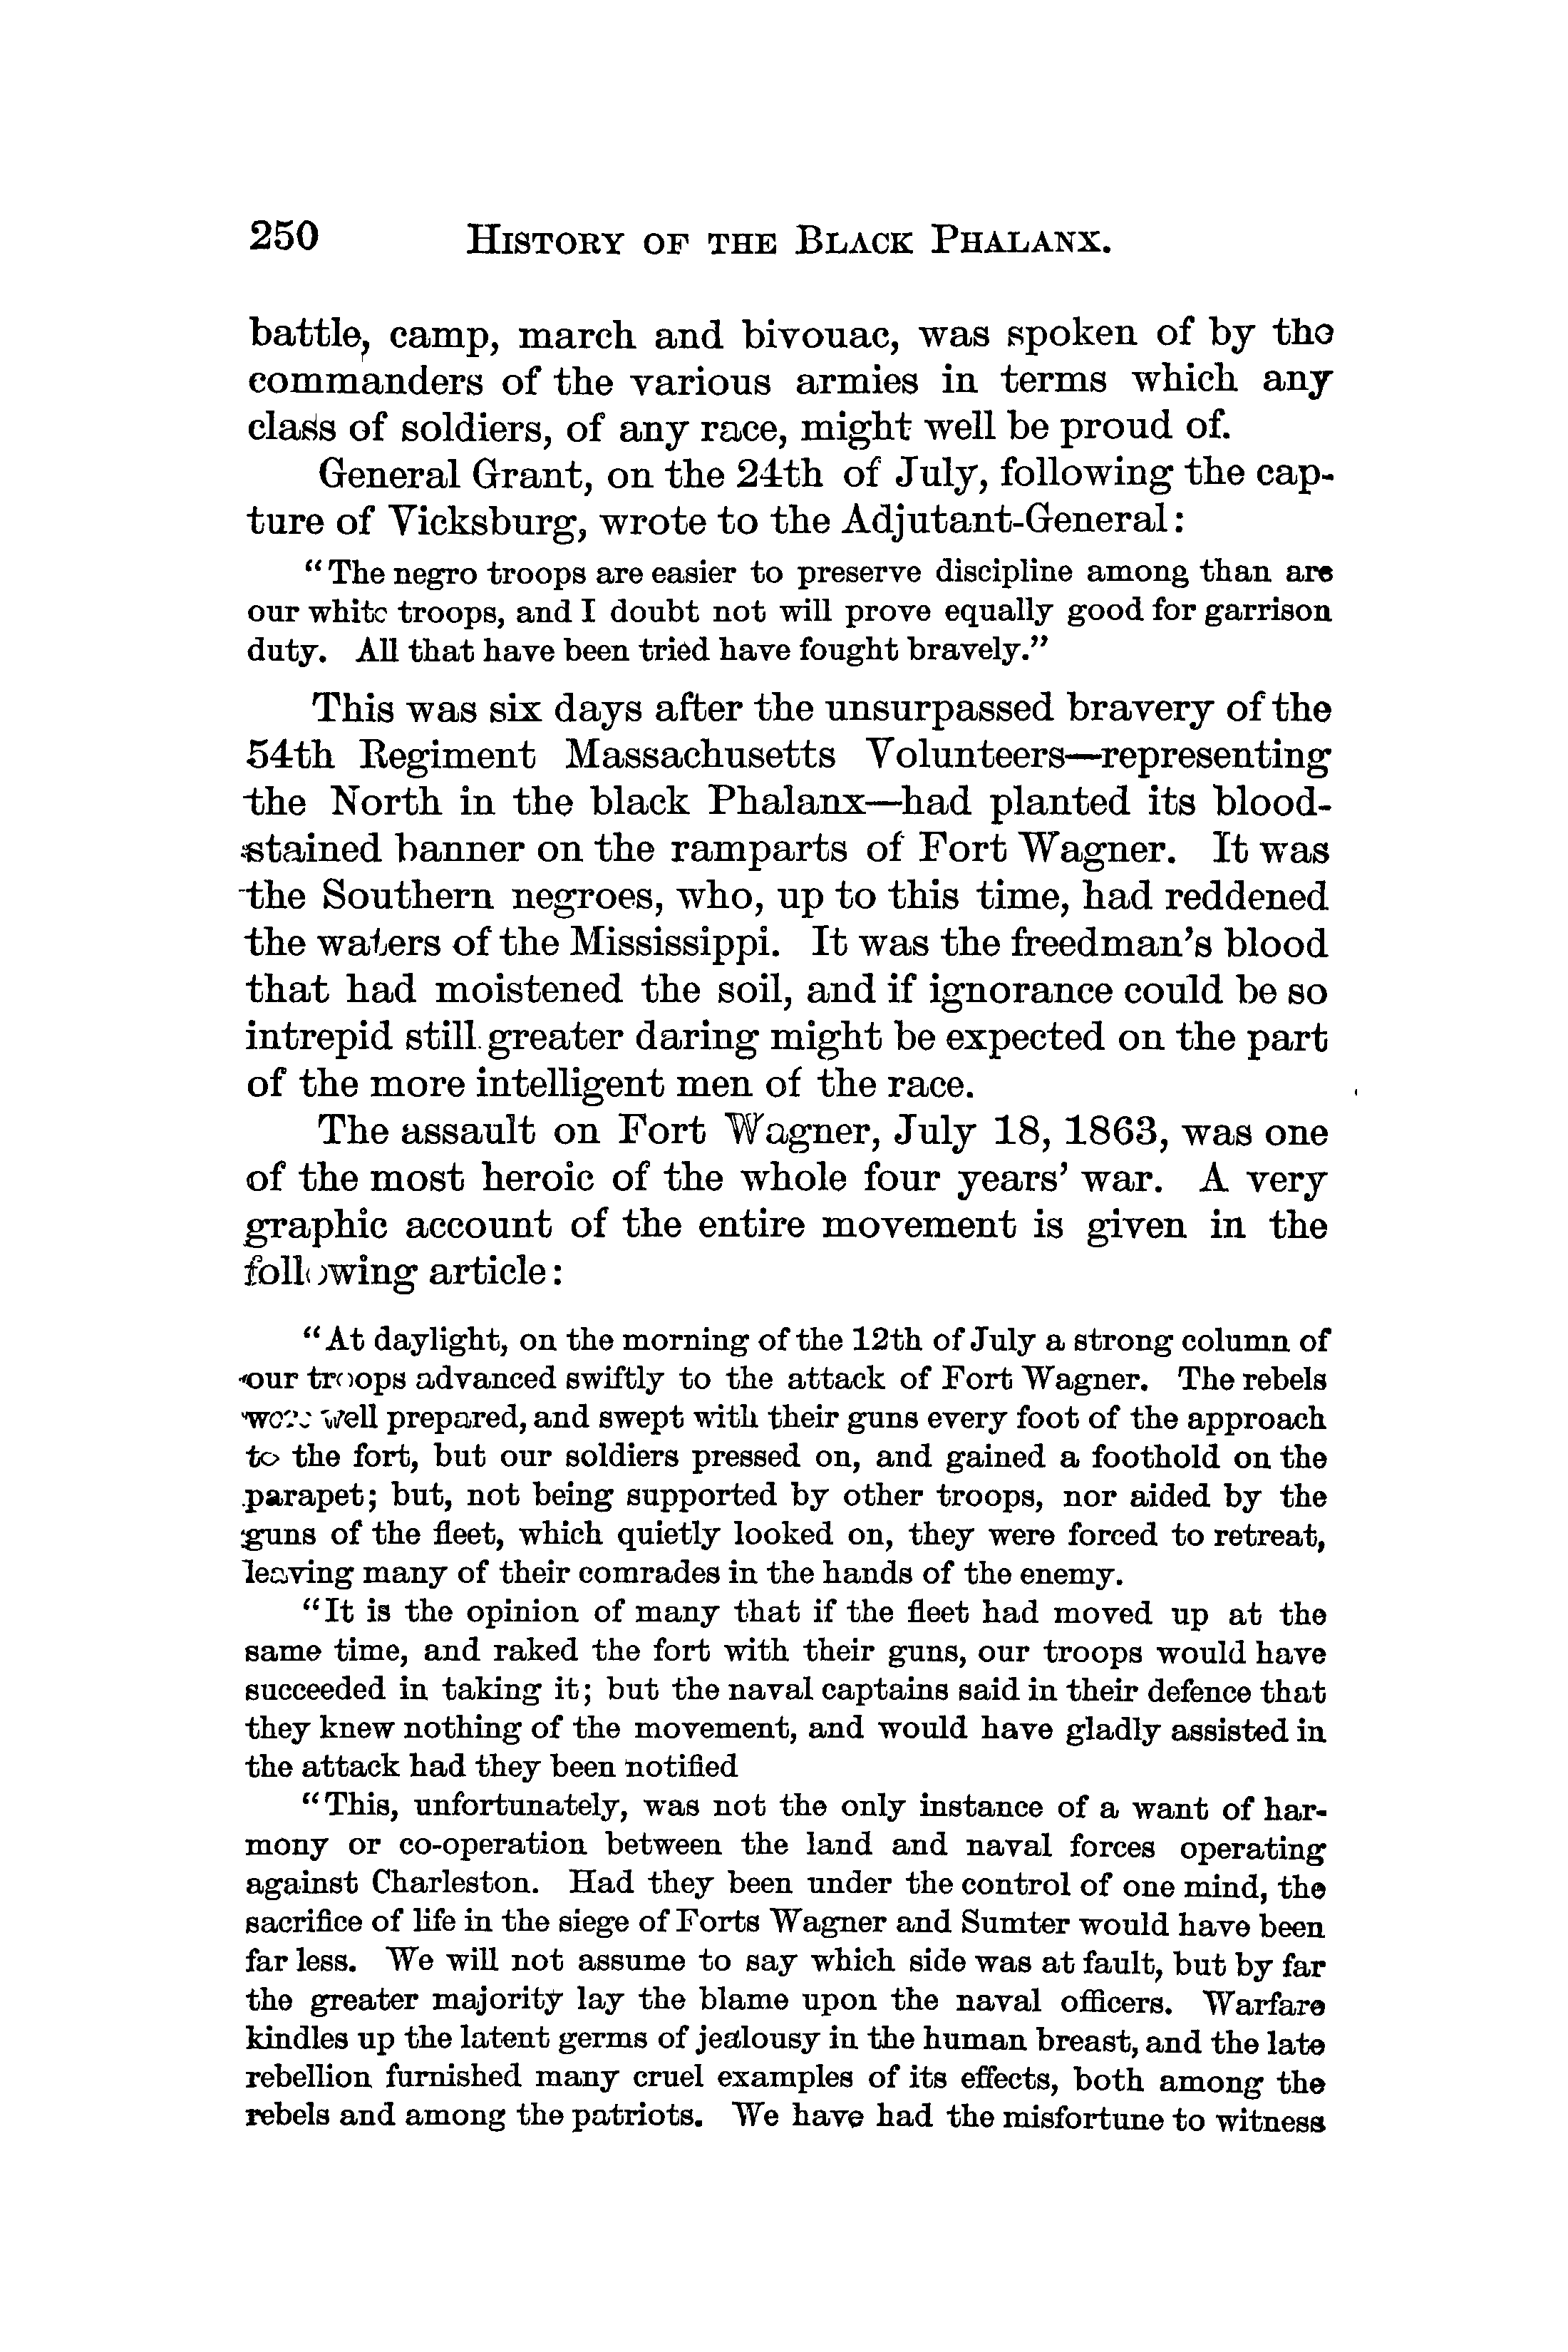 250 HISTORY OF THE BLACK PHALANX.
battle, camp, march and bivouac, was spoken of by the
commanders of the various armies in terms which any
class of soldiers, of any race, might well be proud of.
General Grant, on the 24th of July, following the cap-
ture of Vicksburg, wrote to the Adjutant-General:
"The negro troops are easier to preserve discipline among than are
our white troops, and I doubt not will prove equally good for garrison
duty. All that have been tried have fought bravely."
This was six days after the unsurpassed bravery of the
54th Regiment Massachusetts Volunteers—representing
the North in the black Phalanx—had planted its blood-
stained banner on the ramparts of Fort Wagner. It was
the Southern negroes, who, up to this time, had reddened
the waters of the Mississippi. It was the freedman's blood
that had moistened the soil, and if ignorance could be so
intrepid still greater daring might be expected on the part
of the more intelligent men of the race.
The assault on Fort Wagner, July 18, 1863, was one
of the most heroic of the whole four years' war. A very
graphic account of the entire movement is given in the
following article:
"At daylight, on the morning of the 12th of July a strong column of
our troops advanced swiftly to the attack of Fort Wagner. The rebels
were well prepared, and swept with their guns every foot of the approach
to the fort, but our soldiers pressed on, and gained a foothold on the
parapet; but, not being supported by other troops, nor aided by the
guns of the fleet, which quietly looked on, they were forced to retreat,
leaving many of their comrades in the hands of the enemy.
"It is the opinion of many that if the fleet had moved up at the
same time, and raked the fort with their guns, our troops would have
succeeded in taking it; but the naval captains said in their defence that
they knew nothing of the movement, and would have gladly assisted in
the attack had they been notified
"This, unfortunately, was not the only instance of a want of har-
mony or co-operation between the land and naval forces operating
against Charleston. Had they been under the control of one mind, the
sacrifice of life in the siege of Forts Wagner and Sumter would have been
far less. We will not assume to say which side was at fault, but by far
the greater majority lay the blame upon the naval officers. Warfare
kindles up the latent germs of jealousy in the human breast, and the late
rebellion furnished many cruel examples of its effects, both among the
rebels and among the patriots. We have had the misfortune to witness